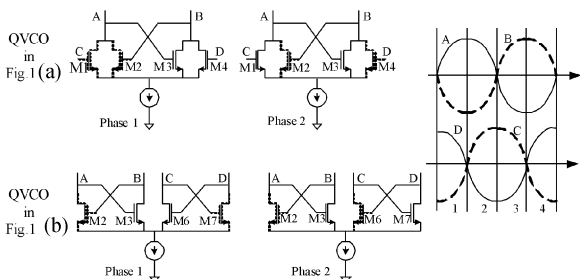 A B A B
QVCO in Fig.1 (a)
C D C D
M1 M2 M3 M4 M1 M2 M3 M4
Phase 1 Phase 2
A B
D C
1 2 3 4
QVCO in Fig.1 (b)
A B C D A B C D
M2 M3 M6 M7 M2 M3 M6 M7
Phase 1 Phase 2